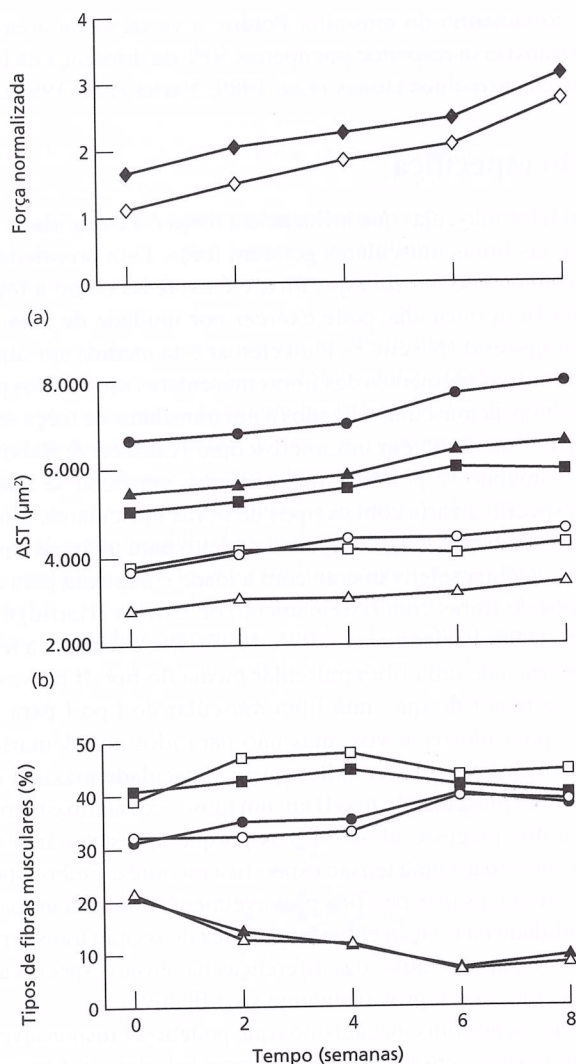 Força normalizada
4
3
2
1
0
(a)
AST (µm²)
8.000
6.000
4.000
2.000
(b)
Tipos de fibras musculares (%)
50
40
30
20
10
0
0 2 4 6 8
Tempo (semanas)